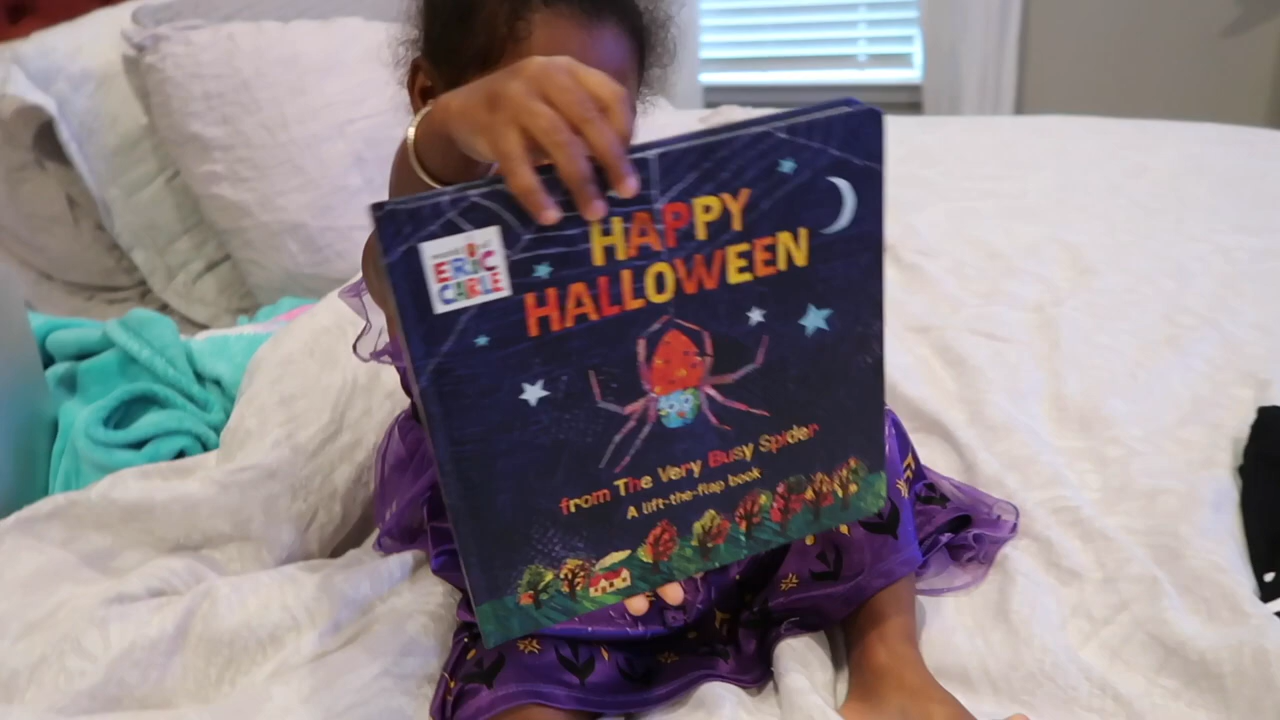 ERIC
CARLE
HAPPY
HALLOWEEN
from The Very Busy Spider
A lift-the-flap book